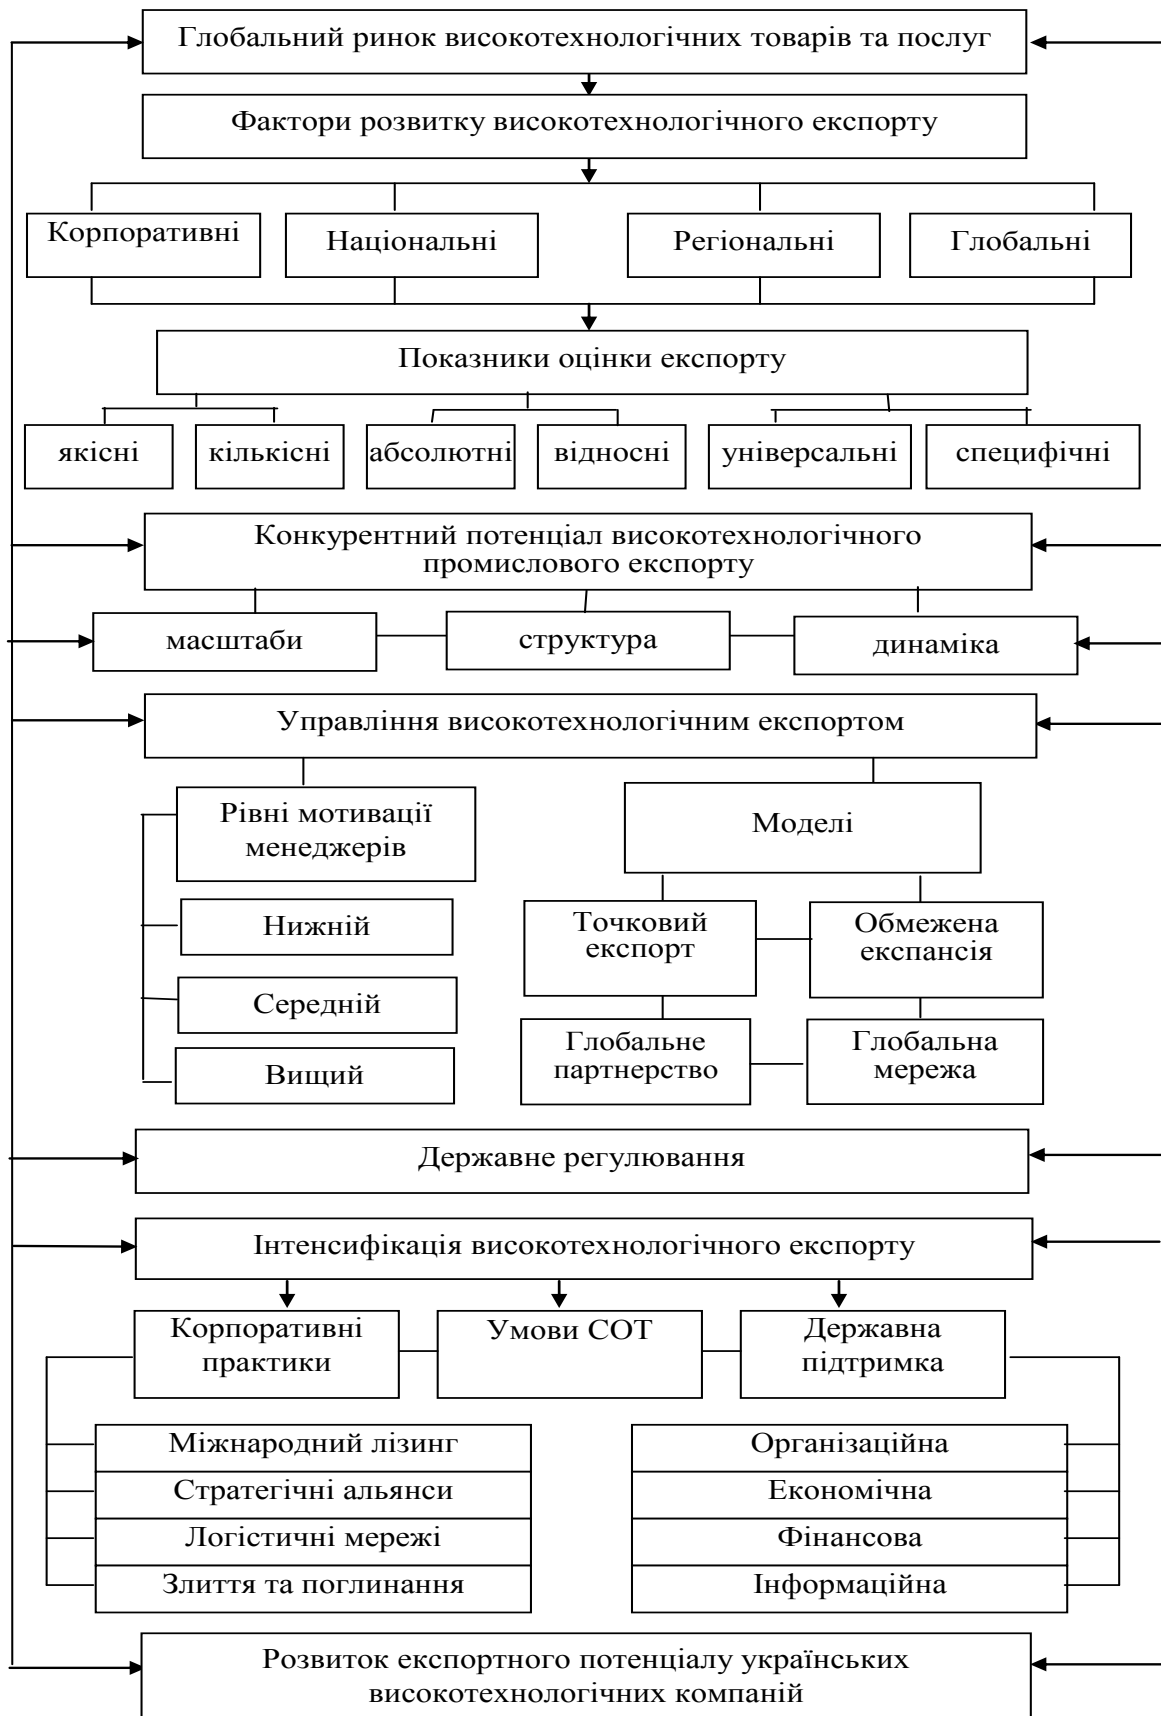 Глобальний ринок високотехнологічних товарів та послуг
Фактори розвитку високотехнологічного експорту
Корпоративні
Національні
Регіональні
Глобальні
Показники оцінки експорту
якісні
кількісні
абсолютні
відносні
універсальні
специфічні
Конкурентний потенціал високотехнологічного
промислового експорту
масштаби
структура
динаміка
Управління високотехнологічним експортом
Рівні мотивації
менеджерів
Моделі
Нижній
Середній
Вищий
Точковий
експорт
Обмежена
експансія
Глобальне
партнерство
Глобальна
мережа
Державне регулювання
Інтенсифікація високотехнологічного експорту
Корпоративні
практики
Умови СОТ
Державна
підтримка
Міжнародний лізинг
Стратегічні альянси
Логістичні мережі
Злиття та поглинання
Організаційна
Економічна
Фінансова
Інформаційна
Розвиток експортного потенціалу українських
високотехнологічних компаній